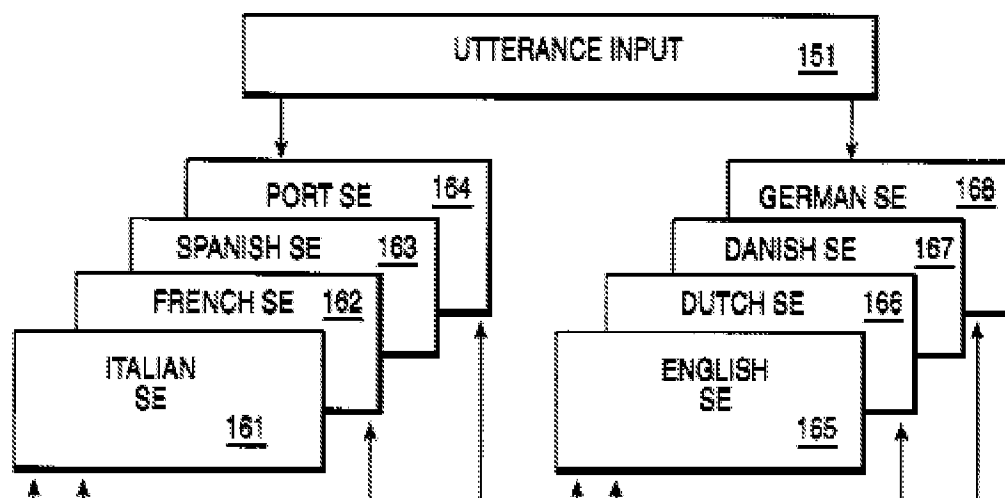 UTTERANCE INPUT
151
PORT SE
164
SPANISH SE
163
FRENCH SE
162
ITALIAN
SE
161
GERMAN SE
168
DANISH SE
167
DUTCH SE
166
ENGLISH
SE
165